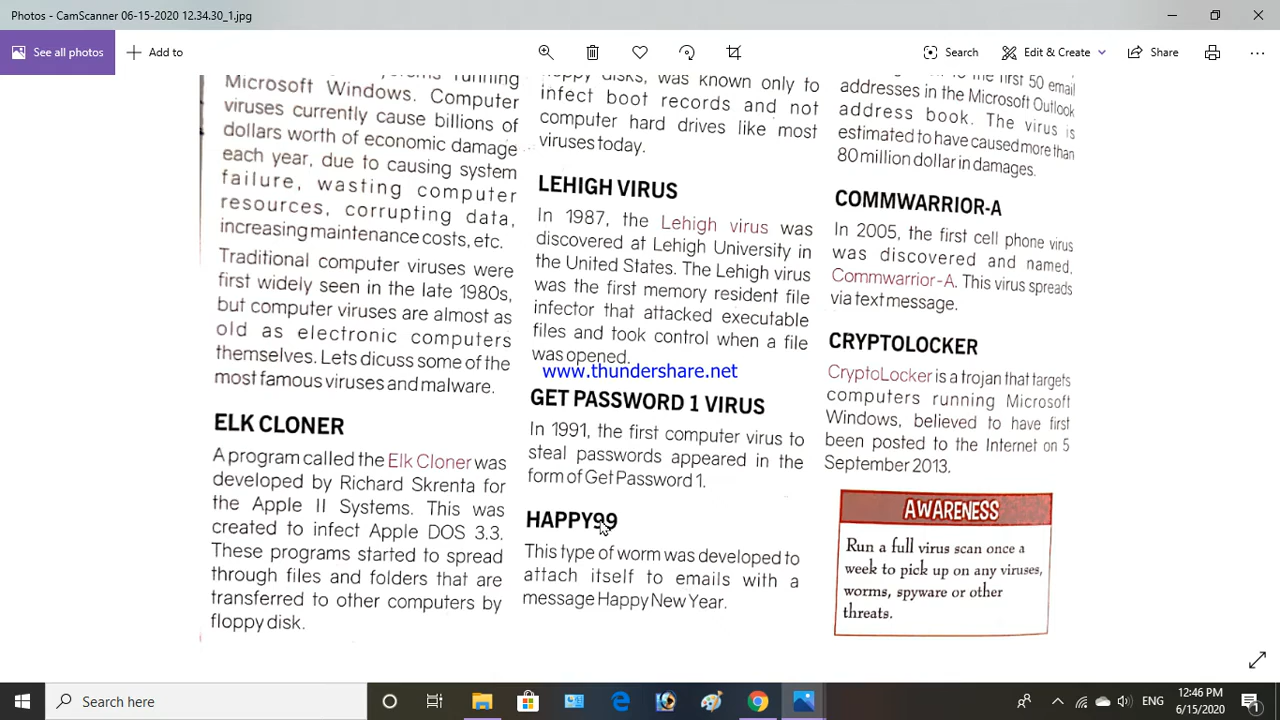 Photos - CamScanner 06-15-2020 12.34.30_1.jpg
See all photos
Add to
Search
Edit & Create
Share
running
Microsoft Windows. Computer
viruses currently cause billions of
dollars worth of economic damage
each year, due to causing system
failure, wasting computer
resources, corrupting data,
increasing maintenance costs, etc.
Traditional computer viruses were
first widely seen in the late 1980s,
but computer viruses are almost as
old as electronic computers
themselves. Lets dicuss some of the
most famous viruses and malware.
ELK CLONER
A program called the Elk Cloner was
developed by Richard Skrenta for
the Apple II Systems. This was
created to infect Apple DOS 3.3.
These programs started to spread
through files and folders that are
transferred to other computers by
floppy disk.
floppy disks, was known only to
infect boot records and not
computer hard drives like most
viruses today.
LEHIGH VIRUS
In 1987, the Lehigh virus was
discovered at Lehigh University in
the United States. The Lehigh virus
was the first memory resident file
infector that attacked executable
files and took control when a file
was opened.
www.thundershare.net
GET PASSWORD 1 VIRUS
In 1991, the first computer virus to
steal passwords appeared in the
form of Get Password 1.
HAPPY99
This type of worm was developed to
attach itself to emails with a
message Happy New Year.
to the first 50 email
addresses in the Microsoft Outlook
address book. The virus is
estimated to have caused more than
80 million dollar in damages.
COMMWARRIOR-A
In 2005, the first cell phone virus
was discovered and named,
Commwarrior-A. This virus spreads
via text message.
CRYPTOLOCKER
CryptoLocker is a trojan that targets
computers running Microsoft
Windows, believed to have first
been posted to the Internet on 5
September 2013.
AWARENESS
Run a full virus scan once a
week to pick up on any viruses,
worms, spyware or other
threats.
Search here
ENG
12:46 PM
6/15/2020
1